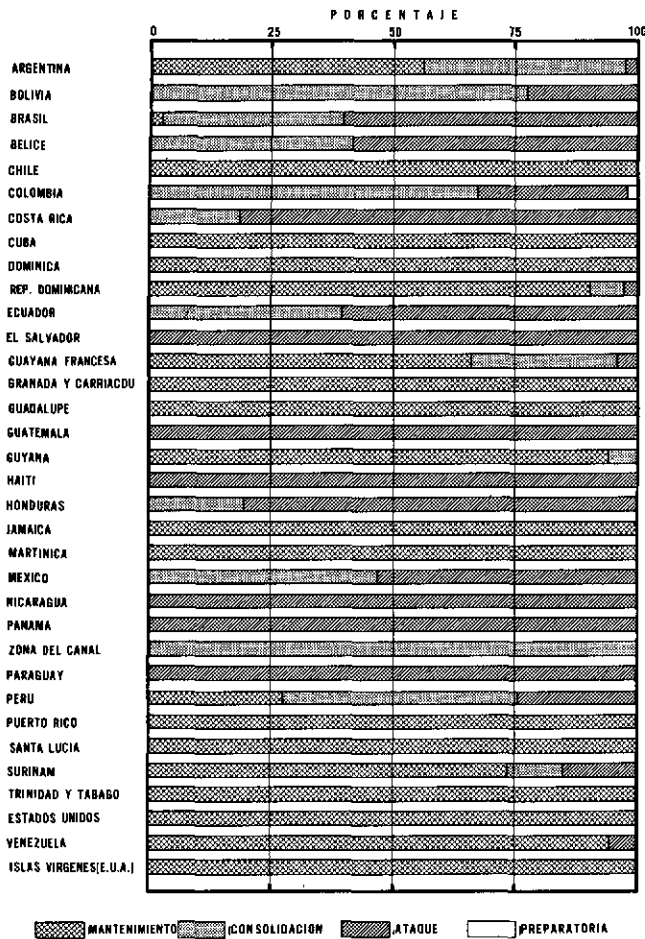 PORCENTAJE
0 25 50 75 100
ARGENTINA
BOLIVIA
BRASIL
BELICE
CHILE
COLOMBIA
COSTA RICA
CUBA
DOMINICA
REP. DOMINICANA
ECUADOR
EL SALVADOR
GUAYANA FRANCESA
GRANADA Y CARRIACOU
GUADALUPE
GUATEMALA
GUYANA
HAITI
HONDURAS
JAMAICA
MARTINICA
MEXICO
NICARAGUA
PANAMA
ZONA DEL CANAL
PARAGUAY
PERU
PUERTO RICO
SANTA LUCIA
SURINAM
TRINIDAD Y TABAGO
ESTADOS UNIDOS
VENEZUELA
ISLAS VIRGENES(E.U.A.)
MANTENIMIENTO CONSOLIDACION ATAQUE PREPARATORIA